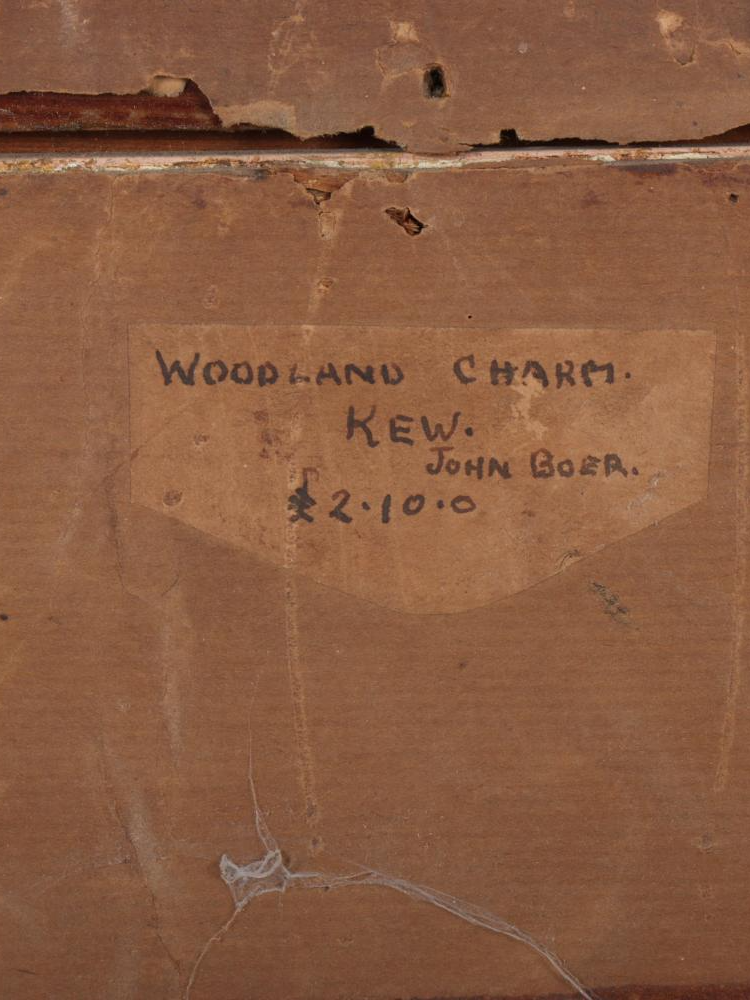 WOODLAND CHARM.
KEW.
JOHN BOER.
£2.10.0